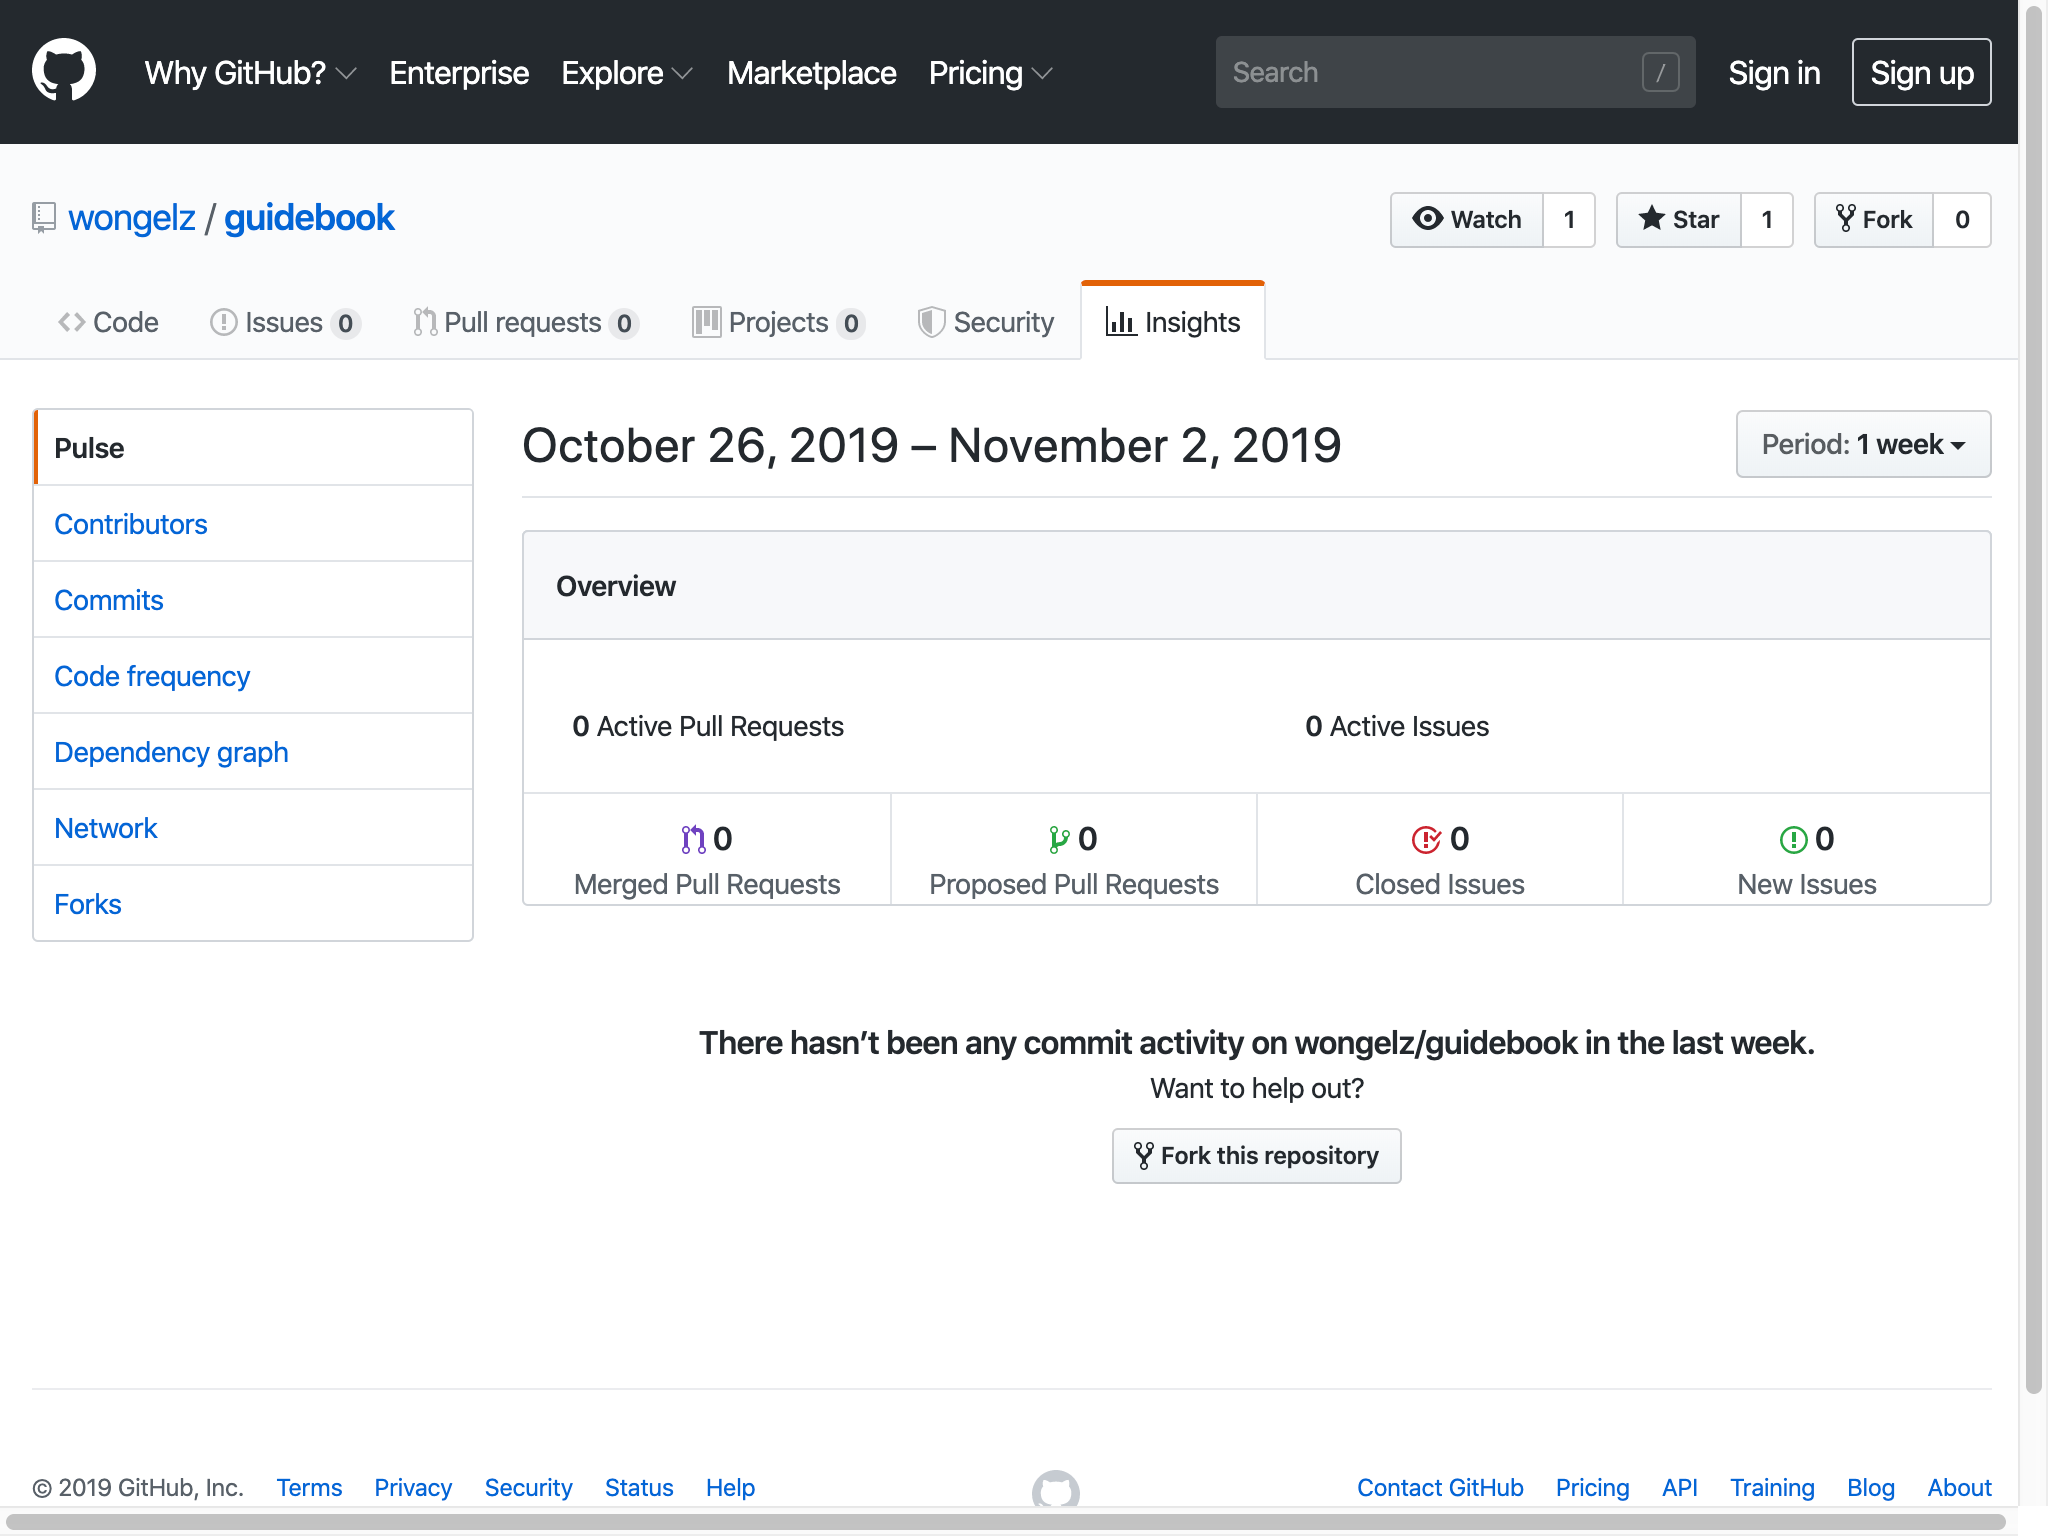 Why GitHub? Enterprise Explore Marketplace Pricing Search / Sign in Sign up
wongelz / guidebook Watch 1 Star 1 Fork 0
Code Issues 0 Pull requests 0 Projects 0 Security Insights
Pulse
Contributors
Commits
Code frequency
Dependency graph
Network
Forks
October 26, 2019 – November 2, 2019 Period: 1 week
Overview
0 Active Pull Requests 0 Active Issues
0 0 0 0
Merged Pull Requests Proposed Pull Requests Closed Issues New Issues
There hasn’t been any commit activity on wongelz/guidebook in the last week.
Want to help out?
Fork this repository
© 2019 GitHub, Inc. Terms Privacy Security Status Help Contact GitHub Pricing API Training Blog About